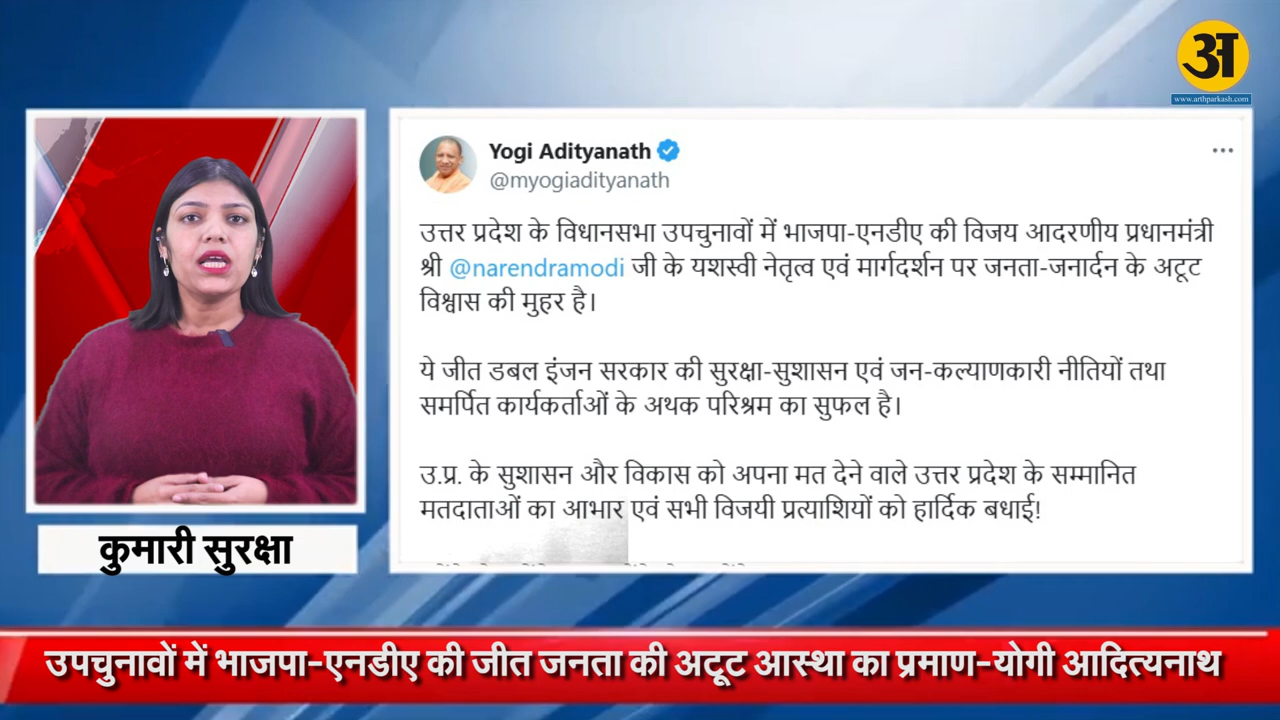 अ
www.arthparkash.com
Yogi Adityanath
@myogiadityanath
उत्तर प्रदेश के विधानसभा उपचुनावों में भाजपा-एनडीए की विजय आदरणीय प्रधानमंत्री
श्री @narendramodi जी के यशस्वी नेतृत्व एवं मार्गदर्शन पर जनता-जनार्दन के अटूट
विश्वास की मुहर है।
ये जीत डबल इंजन सरकार की सुरक्षा-सुशासन एवं जन-कल्याणकारी नीतियों तथा
समर्पित कार्यकर्ताओं के अथक परिश्रम का सुफल है।
उ.प्र. के सुशासन और विकास को अपना मत देने वाले उत्तर प्रदेश के सम्मानित
मतदाताओं का आभार एवं सभी विजयी प्रत्याशियों को हार्दिक बधाई!
कुमारी सुरक्षा
उपचुनावों में भाजपा-एनडीए की जीत जनता की अटूट आस्था का प्रमाण-योगी आदित्यनाथ